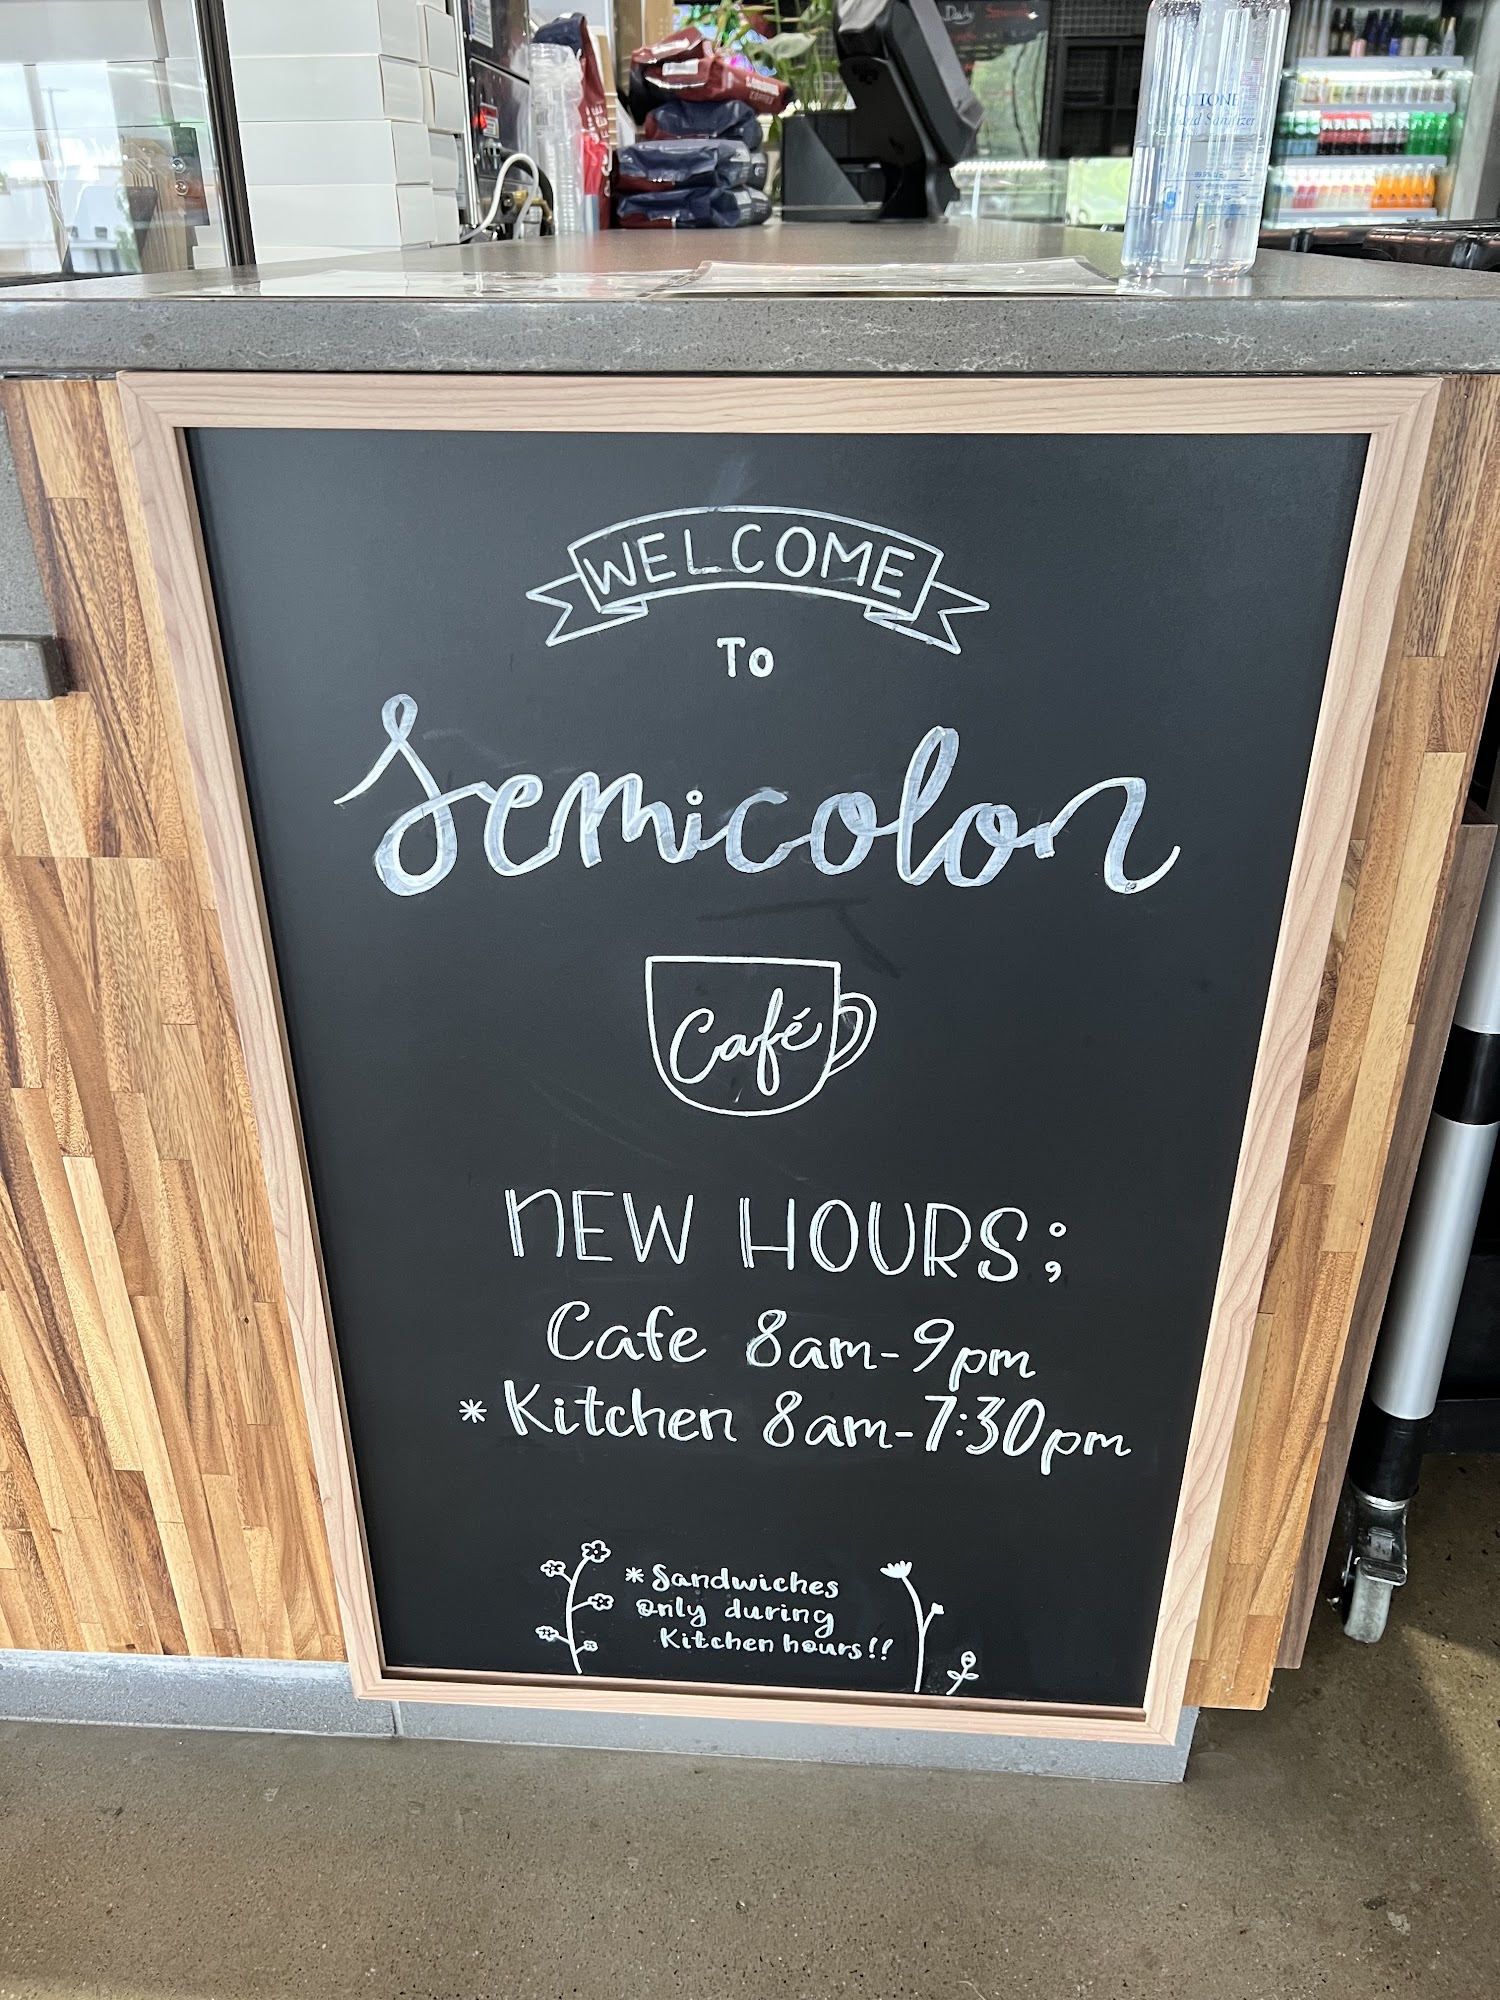 WELCOME
To
Semicolon
Café
NEW HOURS;
Cafe 8am-9pm
* Kitchen 8am-7:30pm
* Sandwiches
only during
Kitchen hours!!